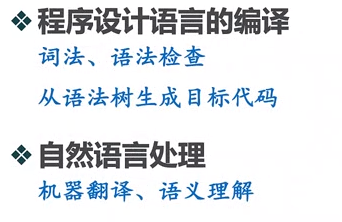 ❖ 程序设计语言的编译
词法、语法检查
从语法树生成目标代码
❖ 自然语言处理
机器翻译、语义理解